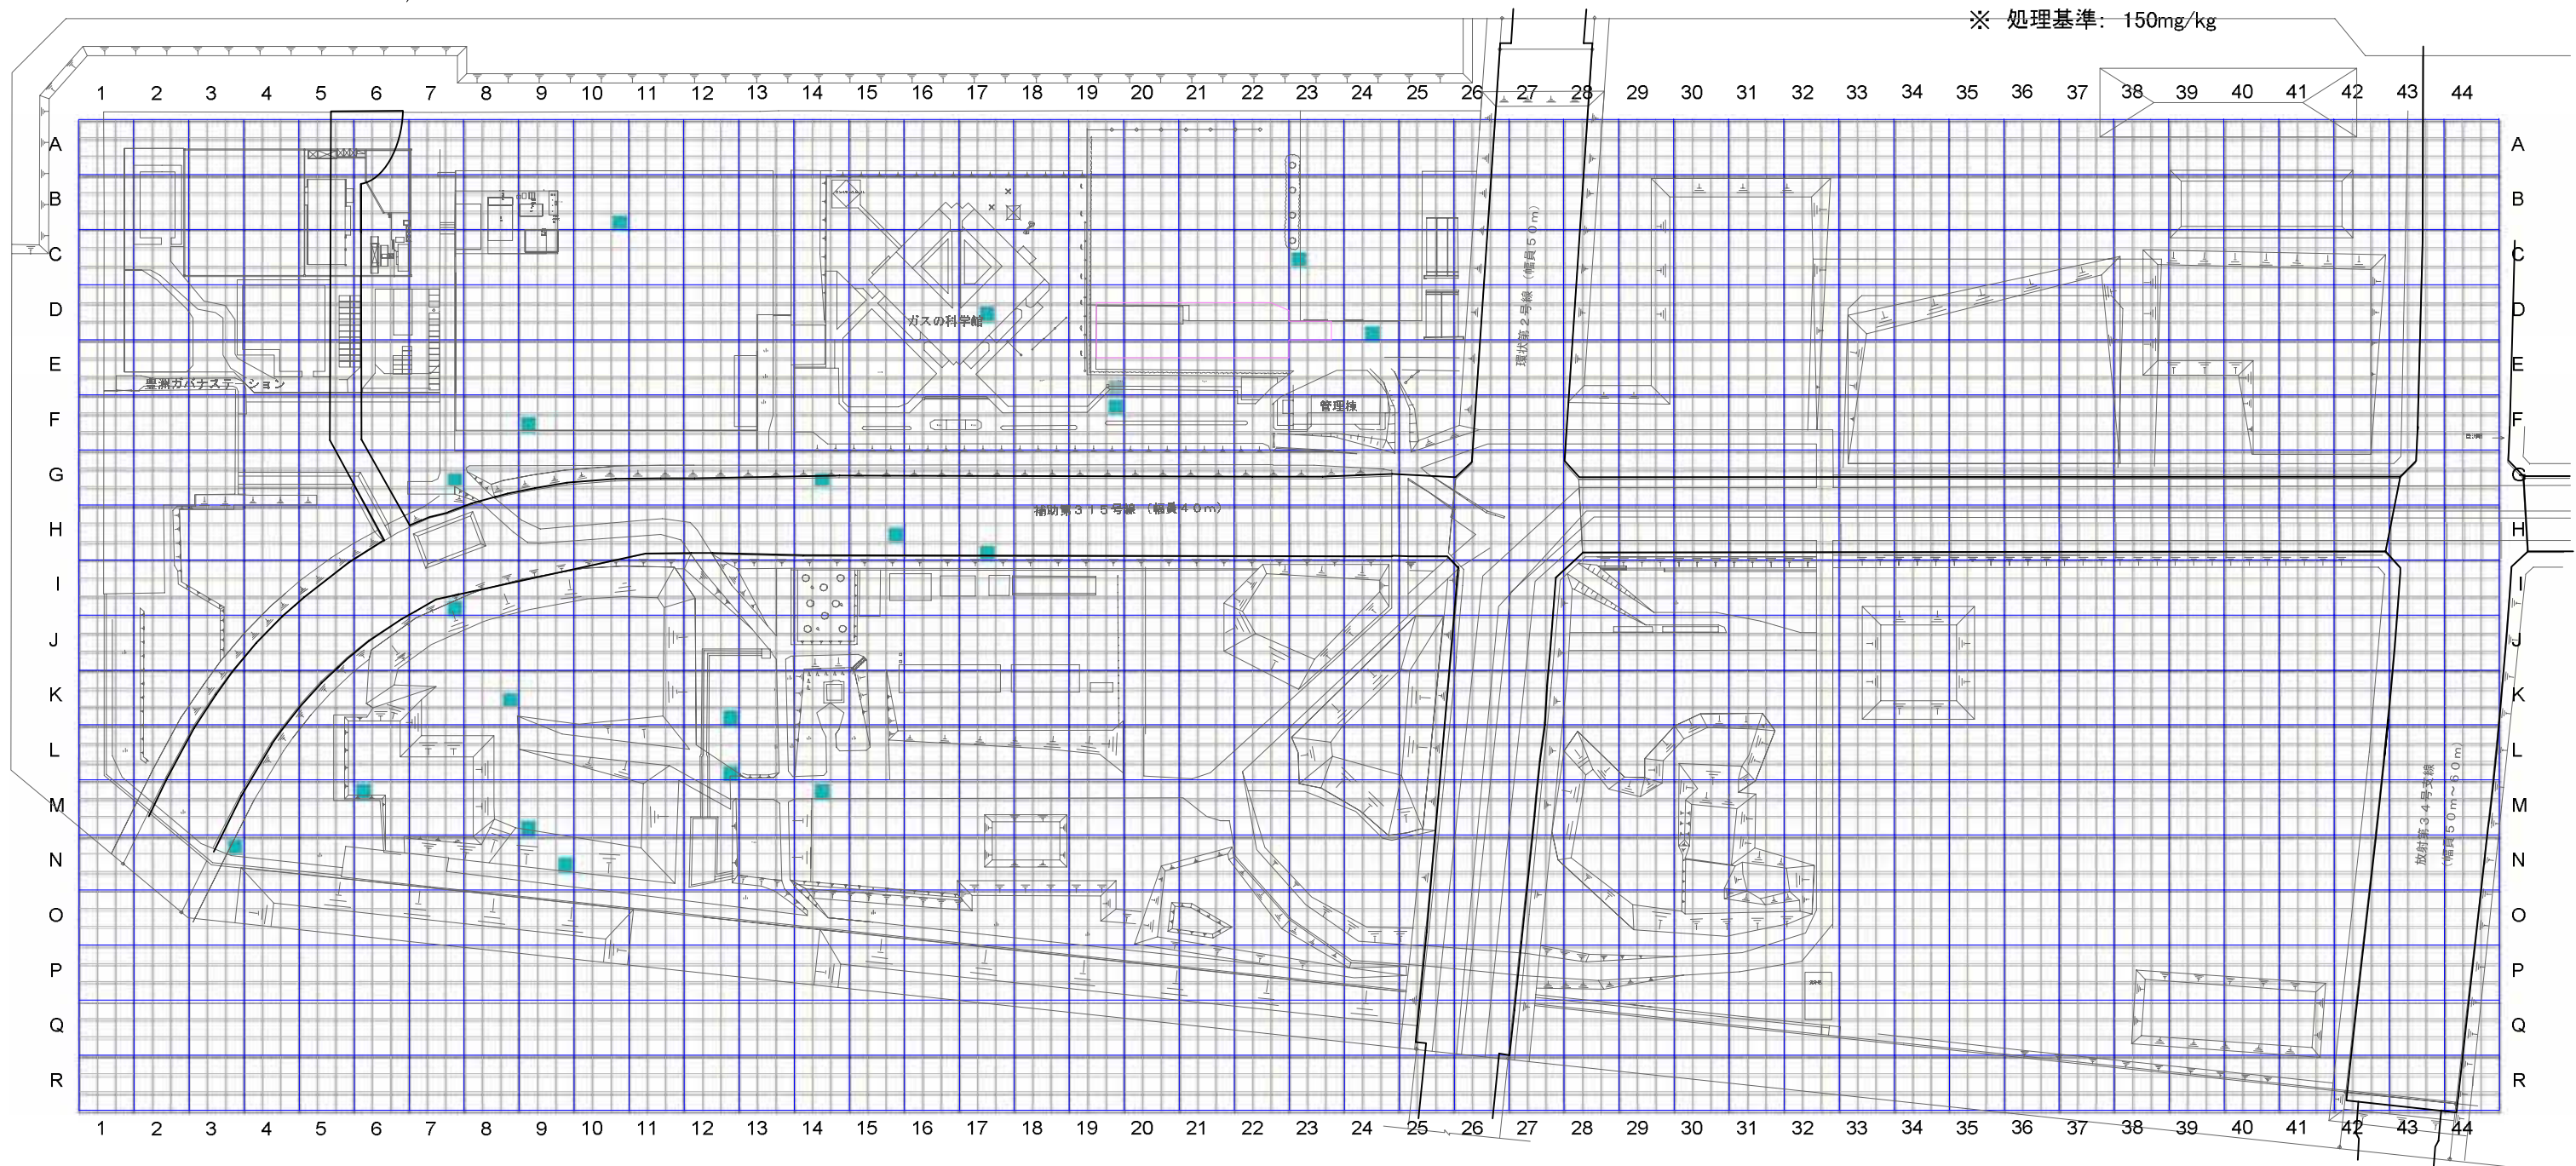 ※ 処理基準: 150mg/kg
1 2 3 4 5 6 7 8 9 10 11 12 13 14 15 16 17 18 19 20 21 22 23 24 25 26 27 28 29 30 31 32 33 34 35 36 37 38 39 40 41 42 43 44
A A
B B
C C
D D
E E
F F
G G
H H
I I
J J
K K
L L
M M
N N
O O
P P
Q Q
R R
環状第2号線 (幅員50m)
ガスの科学館
豊洲ガバナステーション
管理棟
補助第315号線 (幅員40m)
放射第34号支線
(幅員50m~60m)
1 2 3 4 5 6 7 8 9 10 11 12 13 14 15 16 17 18 19 20 21 22 23 24 25 26 27 28 29 30 31 32 33 34 35 36 37 38 39 40 41 42 43 44